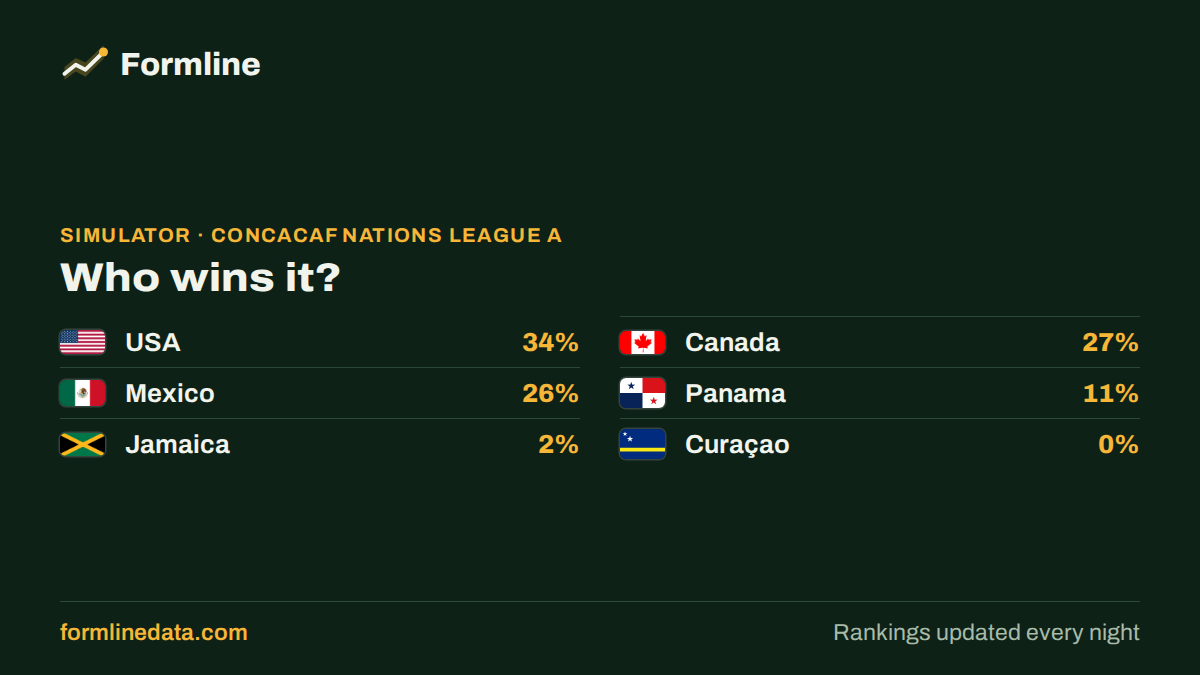 Formline
SIMULATOR · CONCACAF NATIONS LEAGUE A
Who wins it?
USA 34% Canada 27%
Mexico 26% Panama 11%
Jamaica 2% Curaçao 0%
formlinedata.com Rankings updated every night